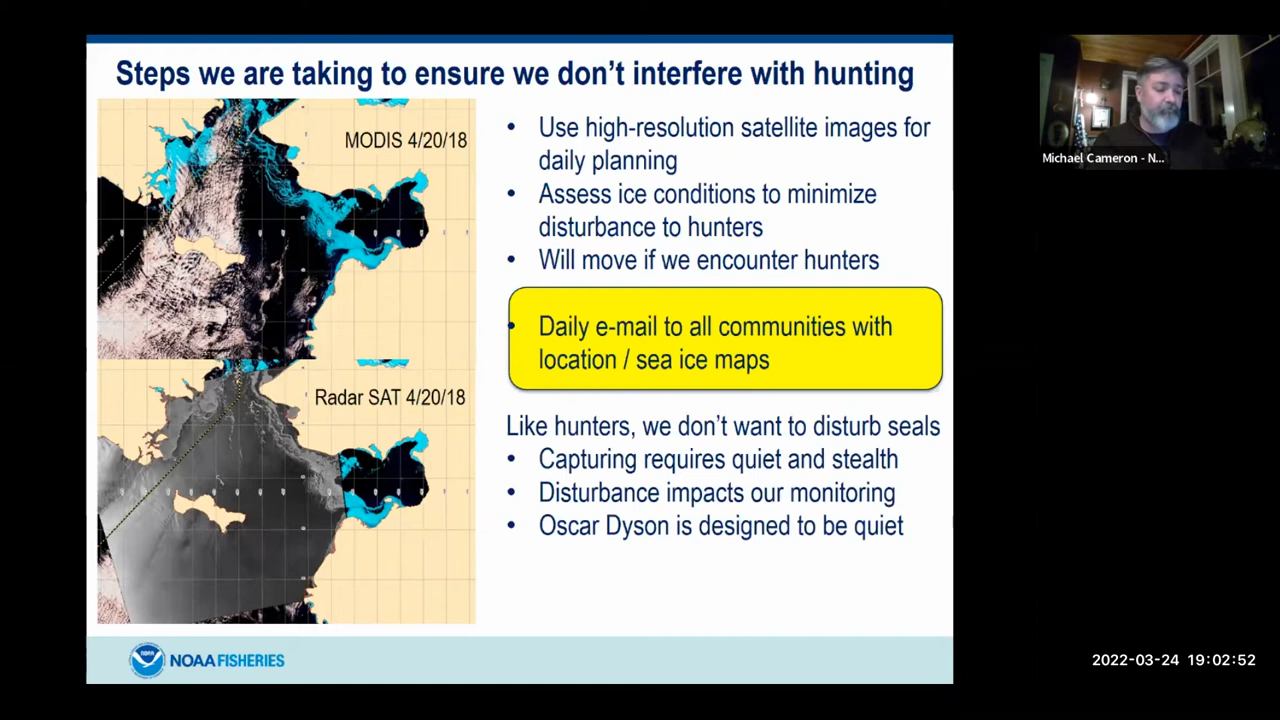 Steps we are taking to ensure we don't interfere with hunting
MODIS 4/20/18
Radar SAT 4/20/18
• Use high-resolution satellite images for
daily planning
• Assess ice conditions to minimize
disturbance to hunters
• Will move if we encounter hunters
• Daily e-mail to all communities with
location / sea ice maps
Like hunters, we don't want to disturb seals
• Capturing requires quiet and stealth
• Disturbance impacts our monitoring
• Oscar Dyson is designed to be quiet
NOAA
NOAA FISHERIES
Michael Cameron - N...
2022-03-24 19:02:52